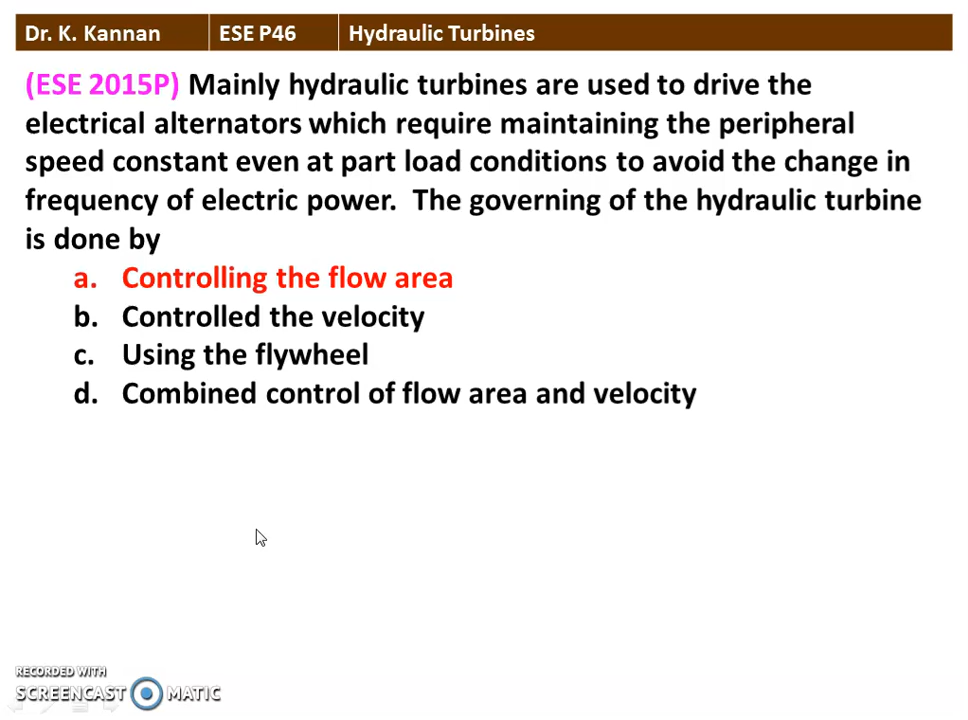 Dr. K. Kannan ESE P46 Hydraulic Turbines
(ESE 2015P) Mainly hydraulic turbines are used to drive the
electrical alternators which require maintaining the peripheral
speed constant even at part load conditions to avoid the change in
frequency of electric power. The governing of the hydraulic turbine
is done by
a. Controlling the flow area
b. Controlled the velocity
c. Using the flywheel
d. Combined control of flow area and velocity
RECORDED WITH
SCREENCAST MATIC